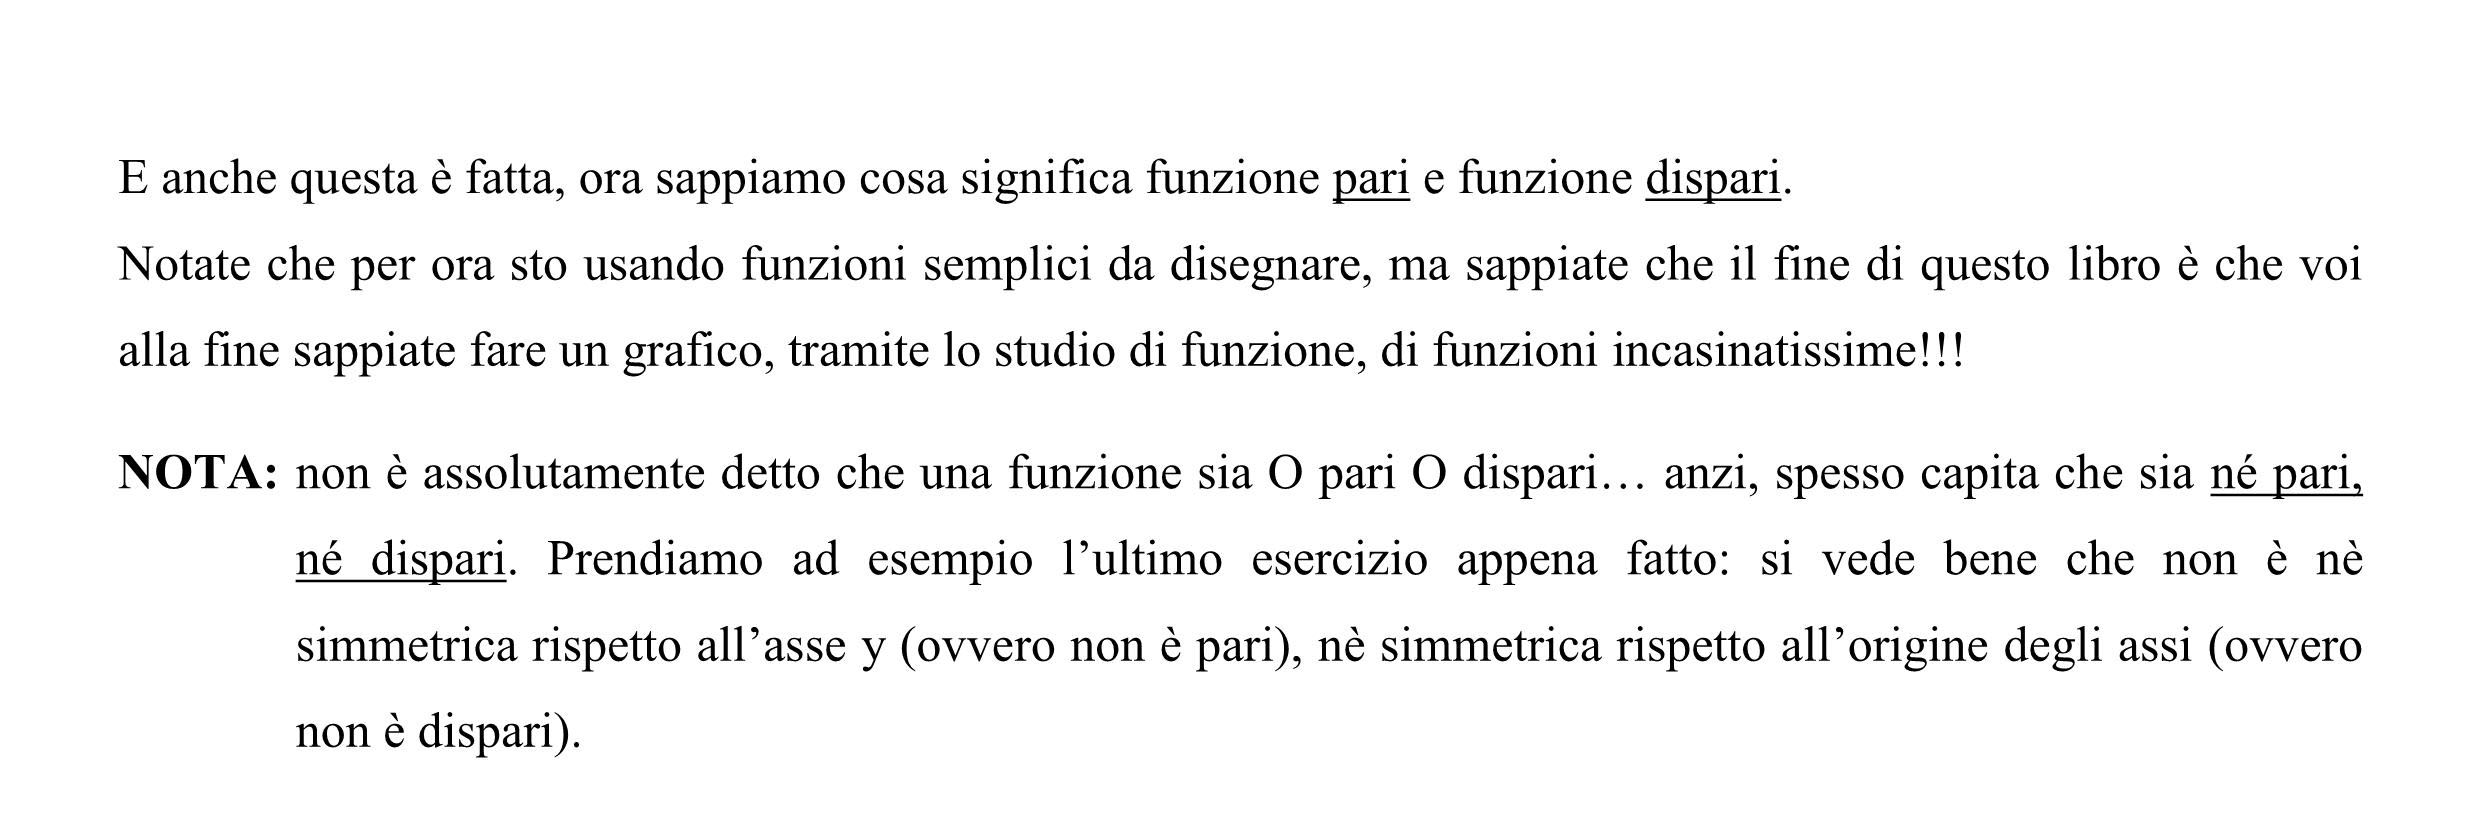 E anche questa è fatta, ora sappiamo cosa significa funzione pari e funzione dispari.
Notate che per ora sto usando funzioni semplici da disegnare, ma sappiate che il fine di questo libro è che voi
alla fine sappiate fare un grafico, tramite lo studio di funzione, di funzioni incasinatissime!!!
NOTA: non è assolutamente detto che una funzione sia O pari O dispari… anzi, spesso capita che sia né pari,
né dispari. Prendiamo ad esempio l’ultimo esercizio appena fatto: si vede bene che non è nè
simmetrica rispetto all’asse y (ovvero non è pari), nè simmetrica rispetto all’origine degli assi (ovvero
non è dispari).